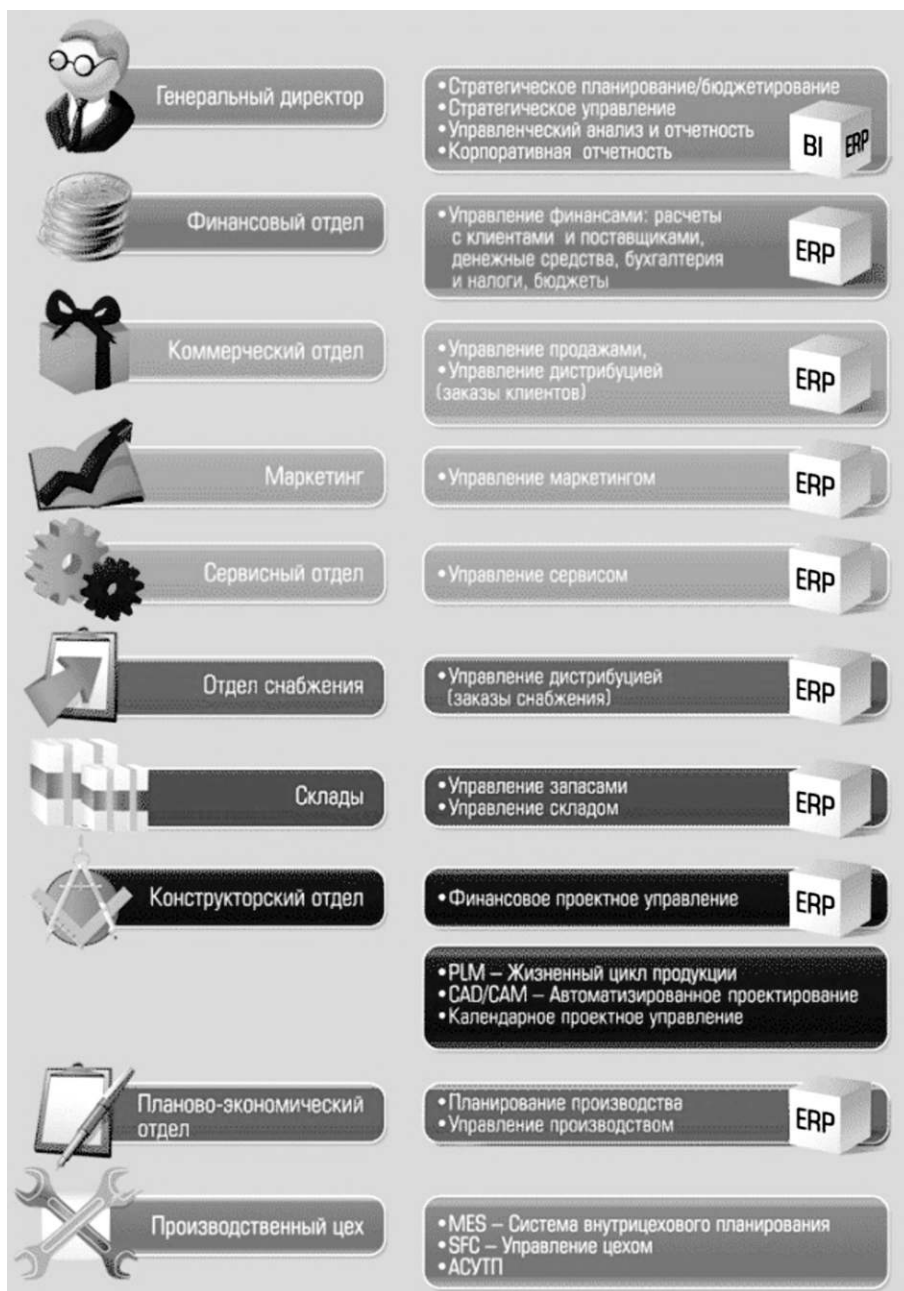 Генеральный директор
•Стратегическое планирование/бюджетирование
•Стратегическое управление
•Управленческий анализ и отчетность
•Корпоративная отчетность
BI ERP
Финансовый отдел
•Управление финансами: расчеты
с клиентами и поставщиками,
денежные средства, бухгалтерия
и налоги, бюджеты
ERP
Коммерческий отдел
•Управление продажами,
•Управление дистрибуцией
(заказы клиентов)
ERP
Маркетинг
•Управление маркетингом
ERP
Сервисный отдел
•Управление сервисом
ERP
Отдел снабжения
•Управление дистрибуцией
(заказы снабжения)
ERP
Склады
•Управление запасами
•Управление складом
ERP
Конструкторский отдел
•Финансовое проектное управление
ERP
•PLM – Жизненный цикл продукции
•CAD/CAM – Автоматизированное проектирование
•Календарное проектное управление
Планово-экономический
отдел
•Планирование производства
•Управление производством
ERP
Производственный цех
•MES – Система внутрицехового планирования
•SFC – Управление цехом
•АСУТП